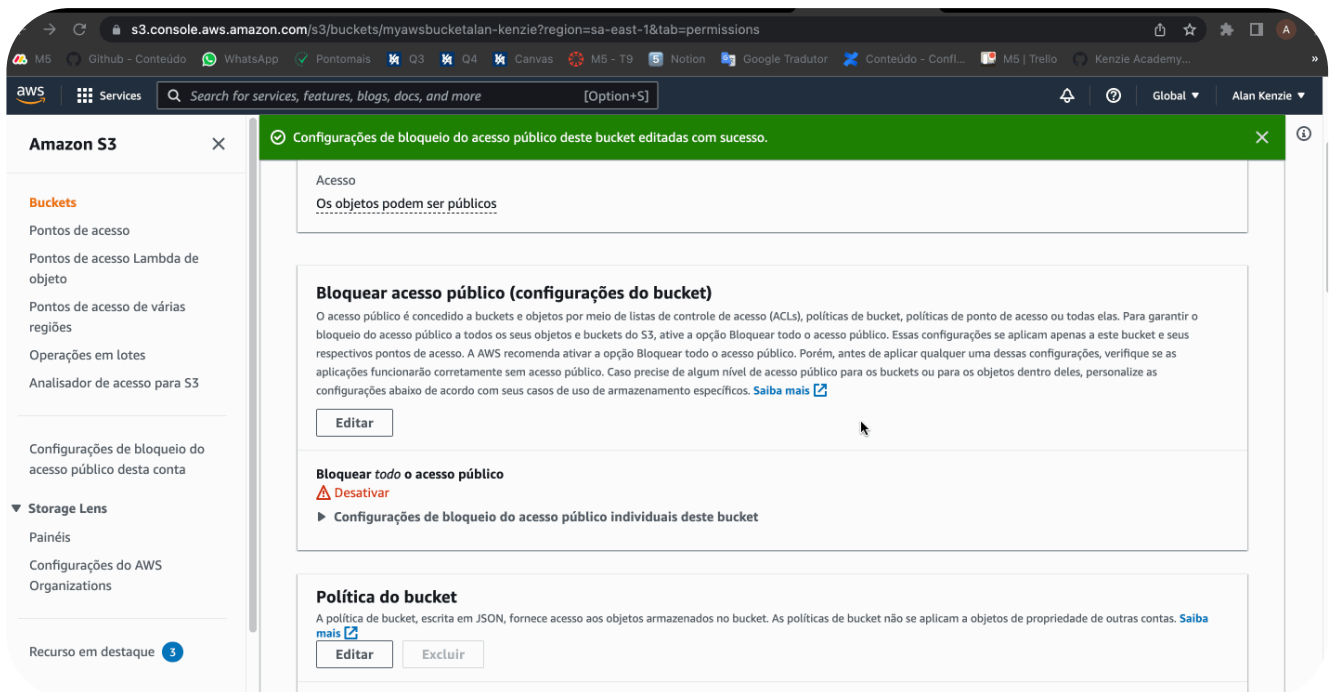 s3.console.aws.amazon.com/s3/buckets/myawsbucketalan-kenzie?region=sa-east-1&tab=permissions
A
M5
Github - Conteúdo
WhatsApp
Pontomais
Q3
Q4
Canvas
M5 - T9
Notion
Google Tradutor
Conteúdo - Confl...
M5 | Trello
Kenzie Academy...
»
aws
Services
Search for services, features, blogs, docs, and more
[Option+S]
Global
Alan Kenzie
Amazon S3
Buckets
Pontos de acesso
Pontos de acesso Lambda de
objeto
Pontos de acesso de várias
regiões
Operações em lotes
Analisador de acesso para S3
Configurações de bloqueio do
acesso público desta conta
Storage Lens
Painéis
Configurações do AWS
Organizations
Recurso em destaque 3
Configurações de bloqueio do acesso público deste bucket editadas com sucesso.
Acesso
Os objetos podem ser públicos
Bloquear acesso público (configurações do bucket)
O acesso público é concedido a buckets e objetos por meio de listas de controle de acesso (ACLs), políticas de bucket, políticas de ponto de acesso ou todas elas. Para garantir o
bloqueio do acesso público a todos os seus objetos e buckets do S3, ative a opção Bloquear todo o acesso público. Essas configurações se aplicam apenas a este bucket e seus
respectivos pontos de acesso. A AWS recomenda ativar a opção Bloquear todo o acesso público. Porém, antes de aplicar qualquer uma dessas configurações, verifique se as
aplicações funcionarão corretamente sem acesso público. Caso precise de algum nível de acesso público para os buckets ou para os objetos dentro deles, personalize as
configurações abaixo de acordo com seus casos de uso de armazenamento específicos. Saiba mais
Editar
Bloquear todo o acesso público
Desativar
Configurações de bloqueio do acesso público individuais deste bucket
Política do bucket
A política de bucket, escrita em JSON, fornece acesso aos objetos armazenados no bucket. As políticas de bucket não se aplicam a objetos de propriedade de outras contas. Saiba
mais
Editar
Excluir